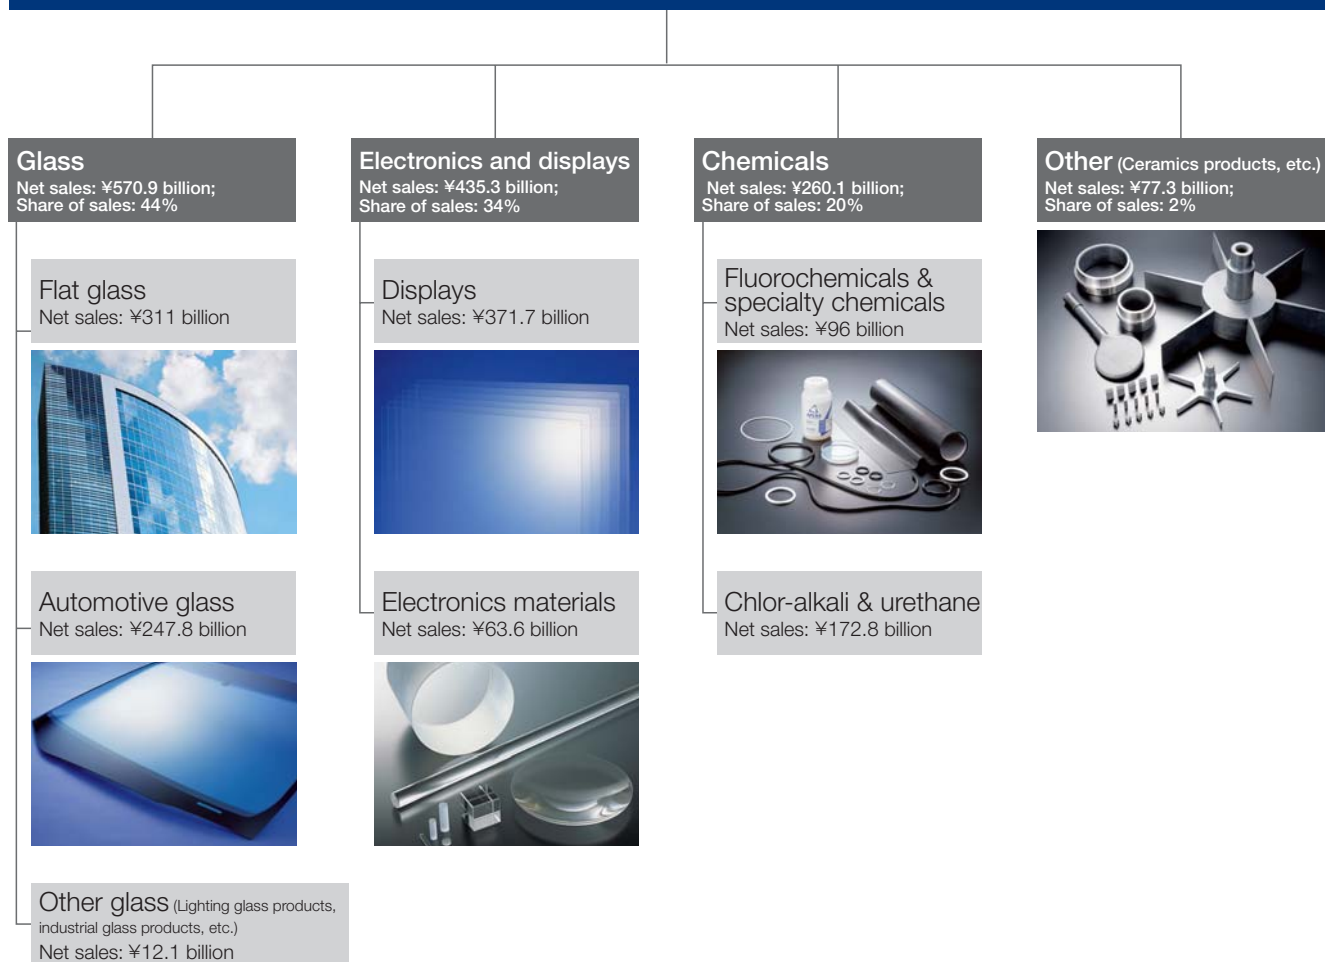 Glass
Net sales: ¥570.9 billion;
Share of sales: 44%
Flat glass
Net sales: ¥311 billion
Automotive glass
Net sales: ¥247.8 billion
Other glass (Lighting glass products,
industrial glass products, etc.)
Net sales: ¥12.1 billion
Electronics and displays
Net sales: ¥435.3 billion;
Share of sales: 34%
Displays
Net sales: ¥371.7 billion
Electronics materials
Net sales: ¥63.6 billion
Chemicals
Net sales: ¥260.1 billion;
Share of sales: 20%
Fluorochemicals &
specialty chemicals
Net sales: ¥96 billion
Chlor-alkali & urethane
Net sales: ¥172.8 billion
Other (Ceramics products, etc.)
Net sales: ¥77.3 billion;
Share of sales: 2%